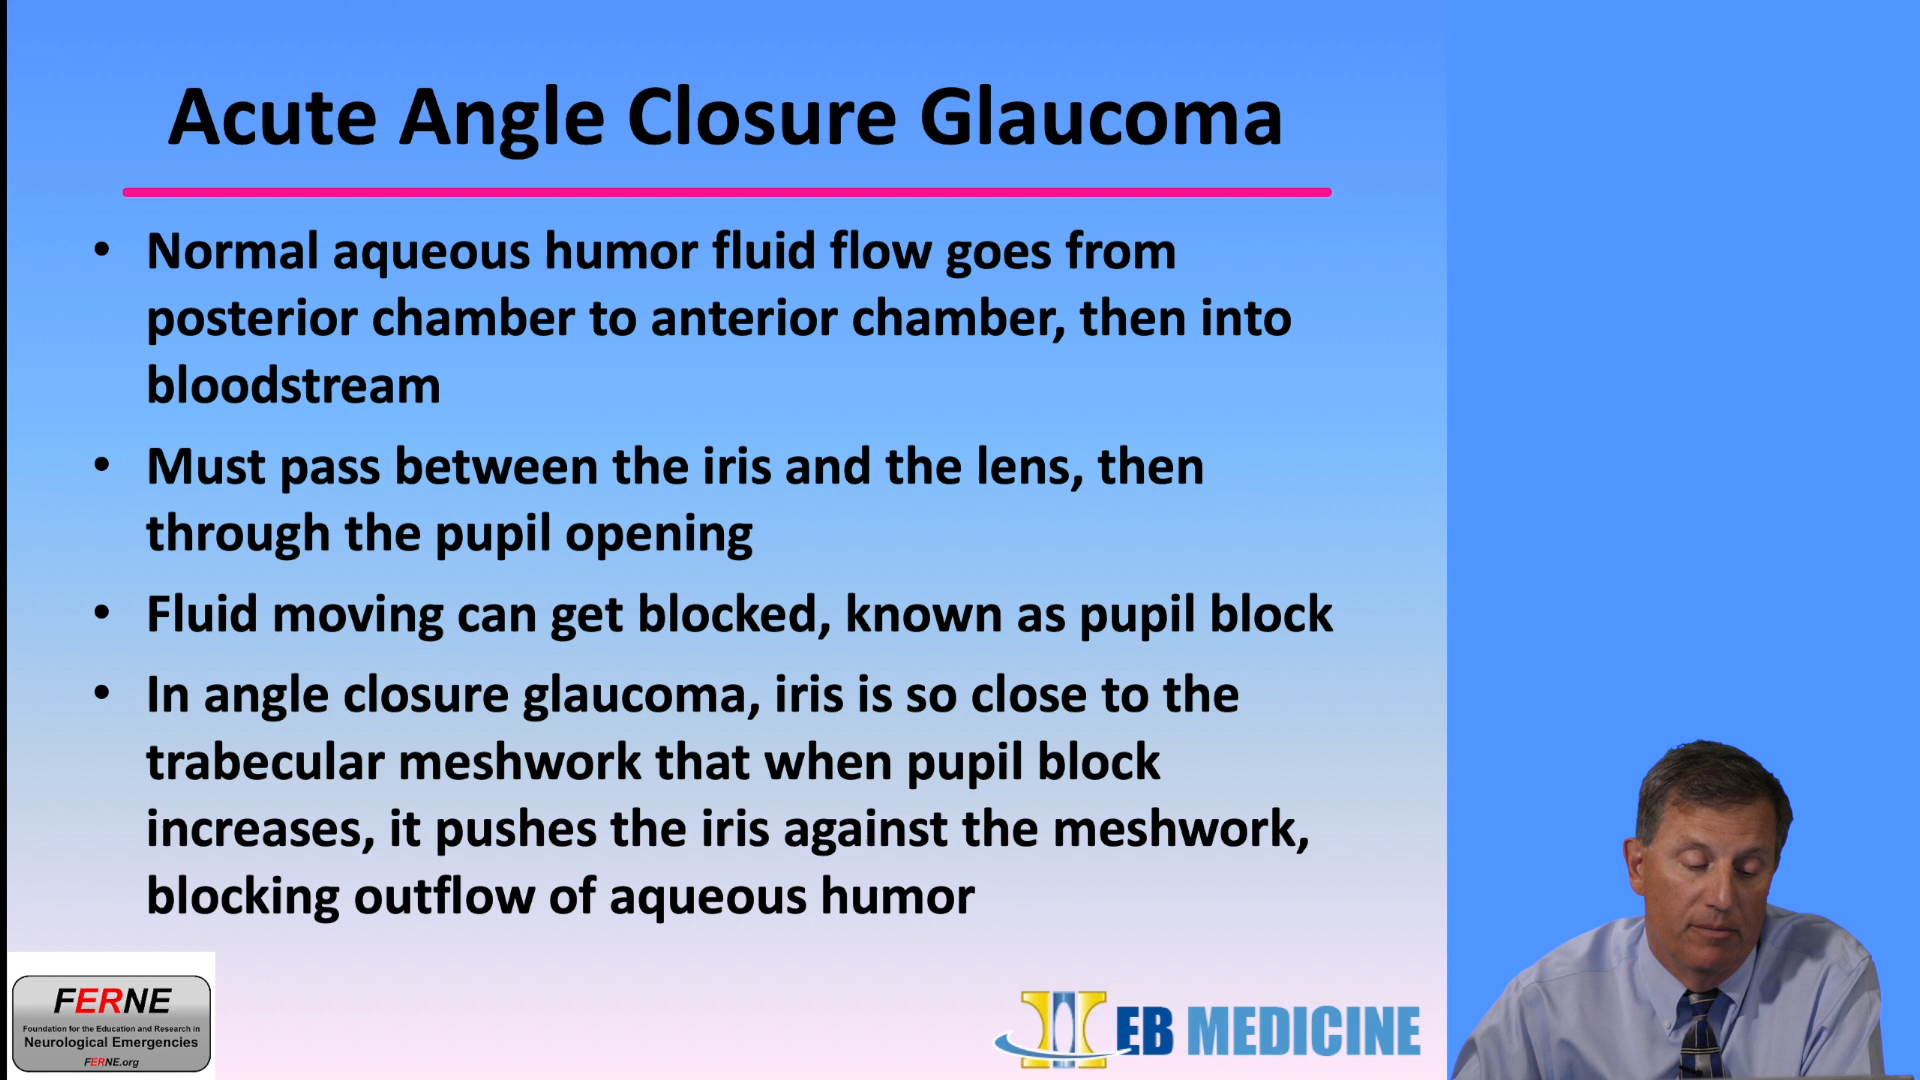 Acute Angle Closure Glaucoma
• Normal aqueous humor fluid flow goes from
posterior chamber to anterior chamber, then into
bloodstream
• Must pass between the iris and the lens, then
through the pupil opening
• Fluid moving can get blocked, known as pupil block
• In angle closure glaucoma, iris is so close to the
trabecular meshwork that when pupil block
increases, it pushes the iris against the meshwork,
blocking outflow of aqueous humor
FERNE
Foundation for the Education and Research in
Neurological Emergencies
FERNE.org
EB MEDICINE